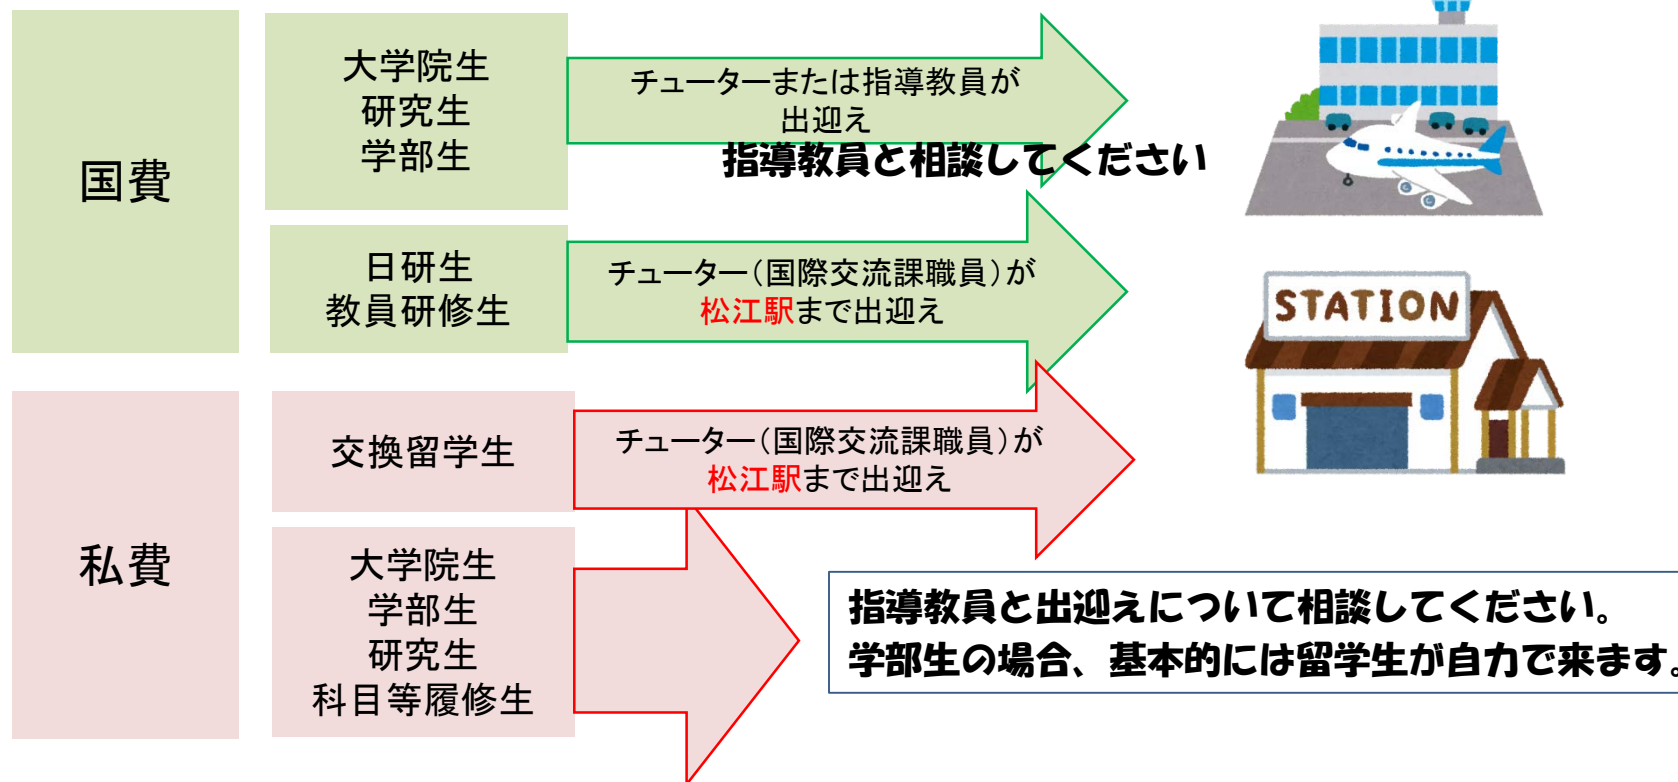 国費
大学院生
研究生
学部生
チューターまたは指導教員が
出迎え
指導教員と相談してください
日研生
教員研修生
チューター（国際交流課職員）が
松江駅まで出迎え
STATION
私費
交換留学生
チューター（国際交流課職員）が
松江駅まで出迎え
大学院生
学部生
研究生
科目等履修生
指導教員と出迎えについて相談してください。
学部生の場合、基本的には留学生が自力で来ます。